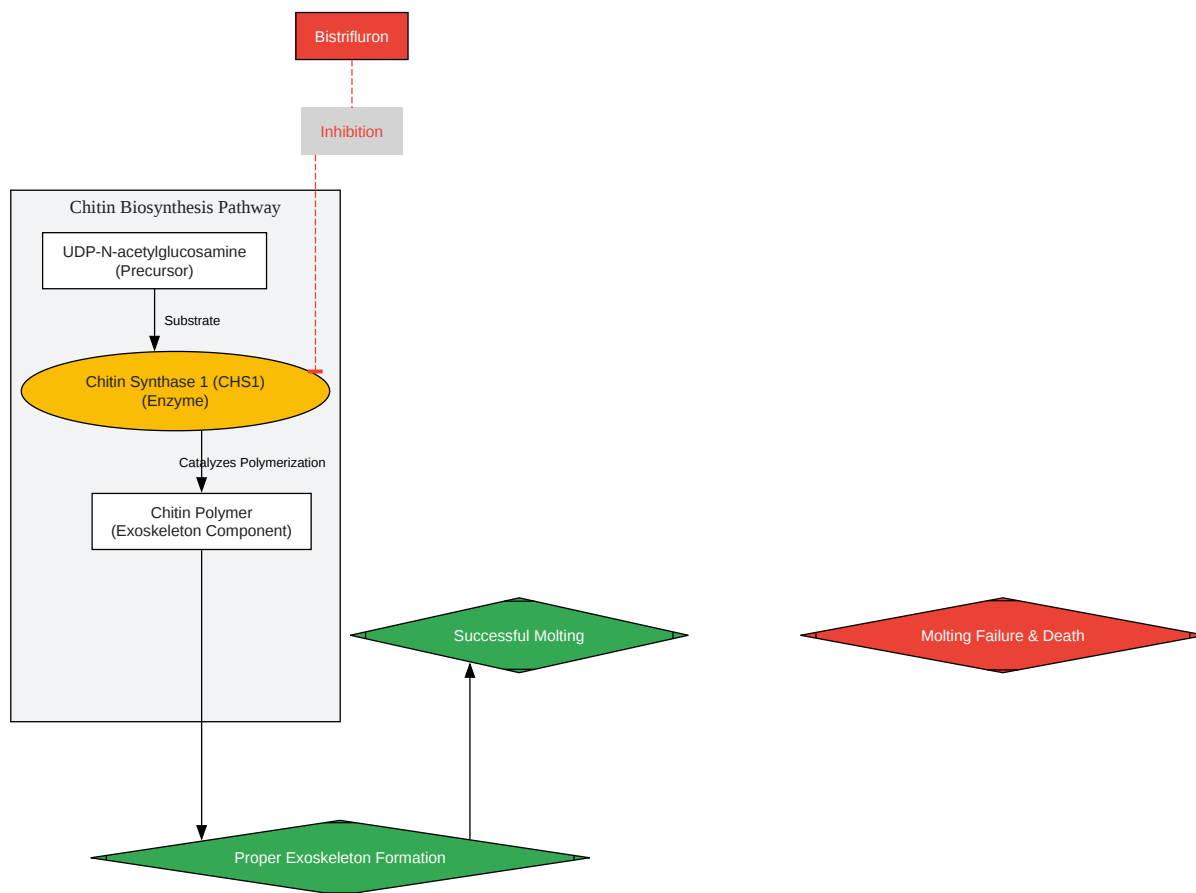 Bistrifluron
Inhibition
Chitin Biosynthesis Pathway
UDP-N-acetylglucosamine
(Precursor)
Substrate
Chitin Synthase 1 (CHS1)
(Enzyme)
Catalyzes Polymerization
Chitin Polymer
(Exoskeleton Component)
Successful Molting
Molting Failure & Death
Proper Exoskeleton Formation